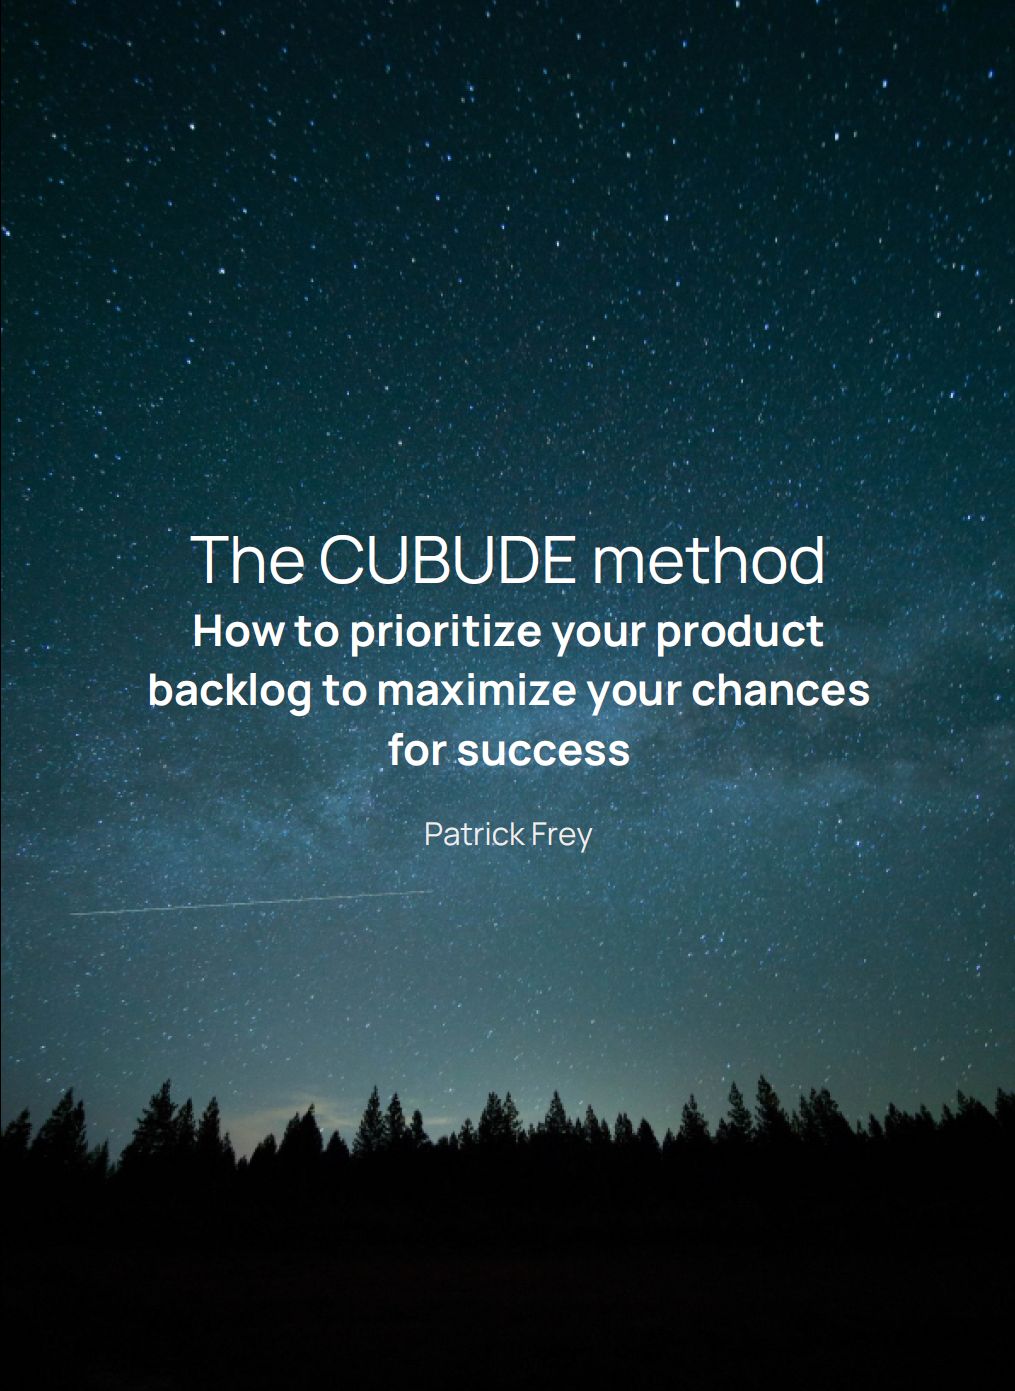 The CUBUDE method
How to prioritize your product
backlog to maximize your chances
for success
Patrick Frey